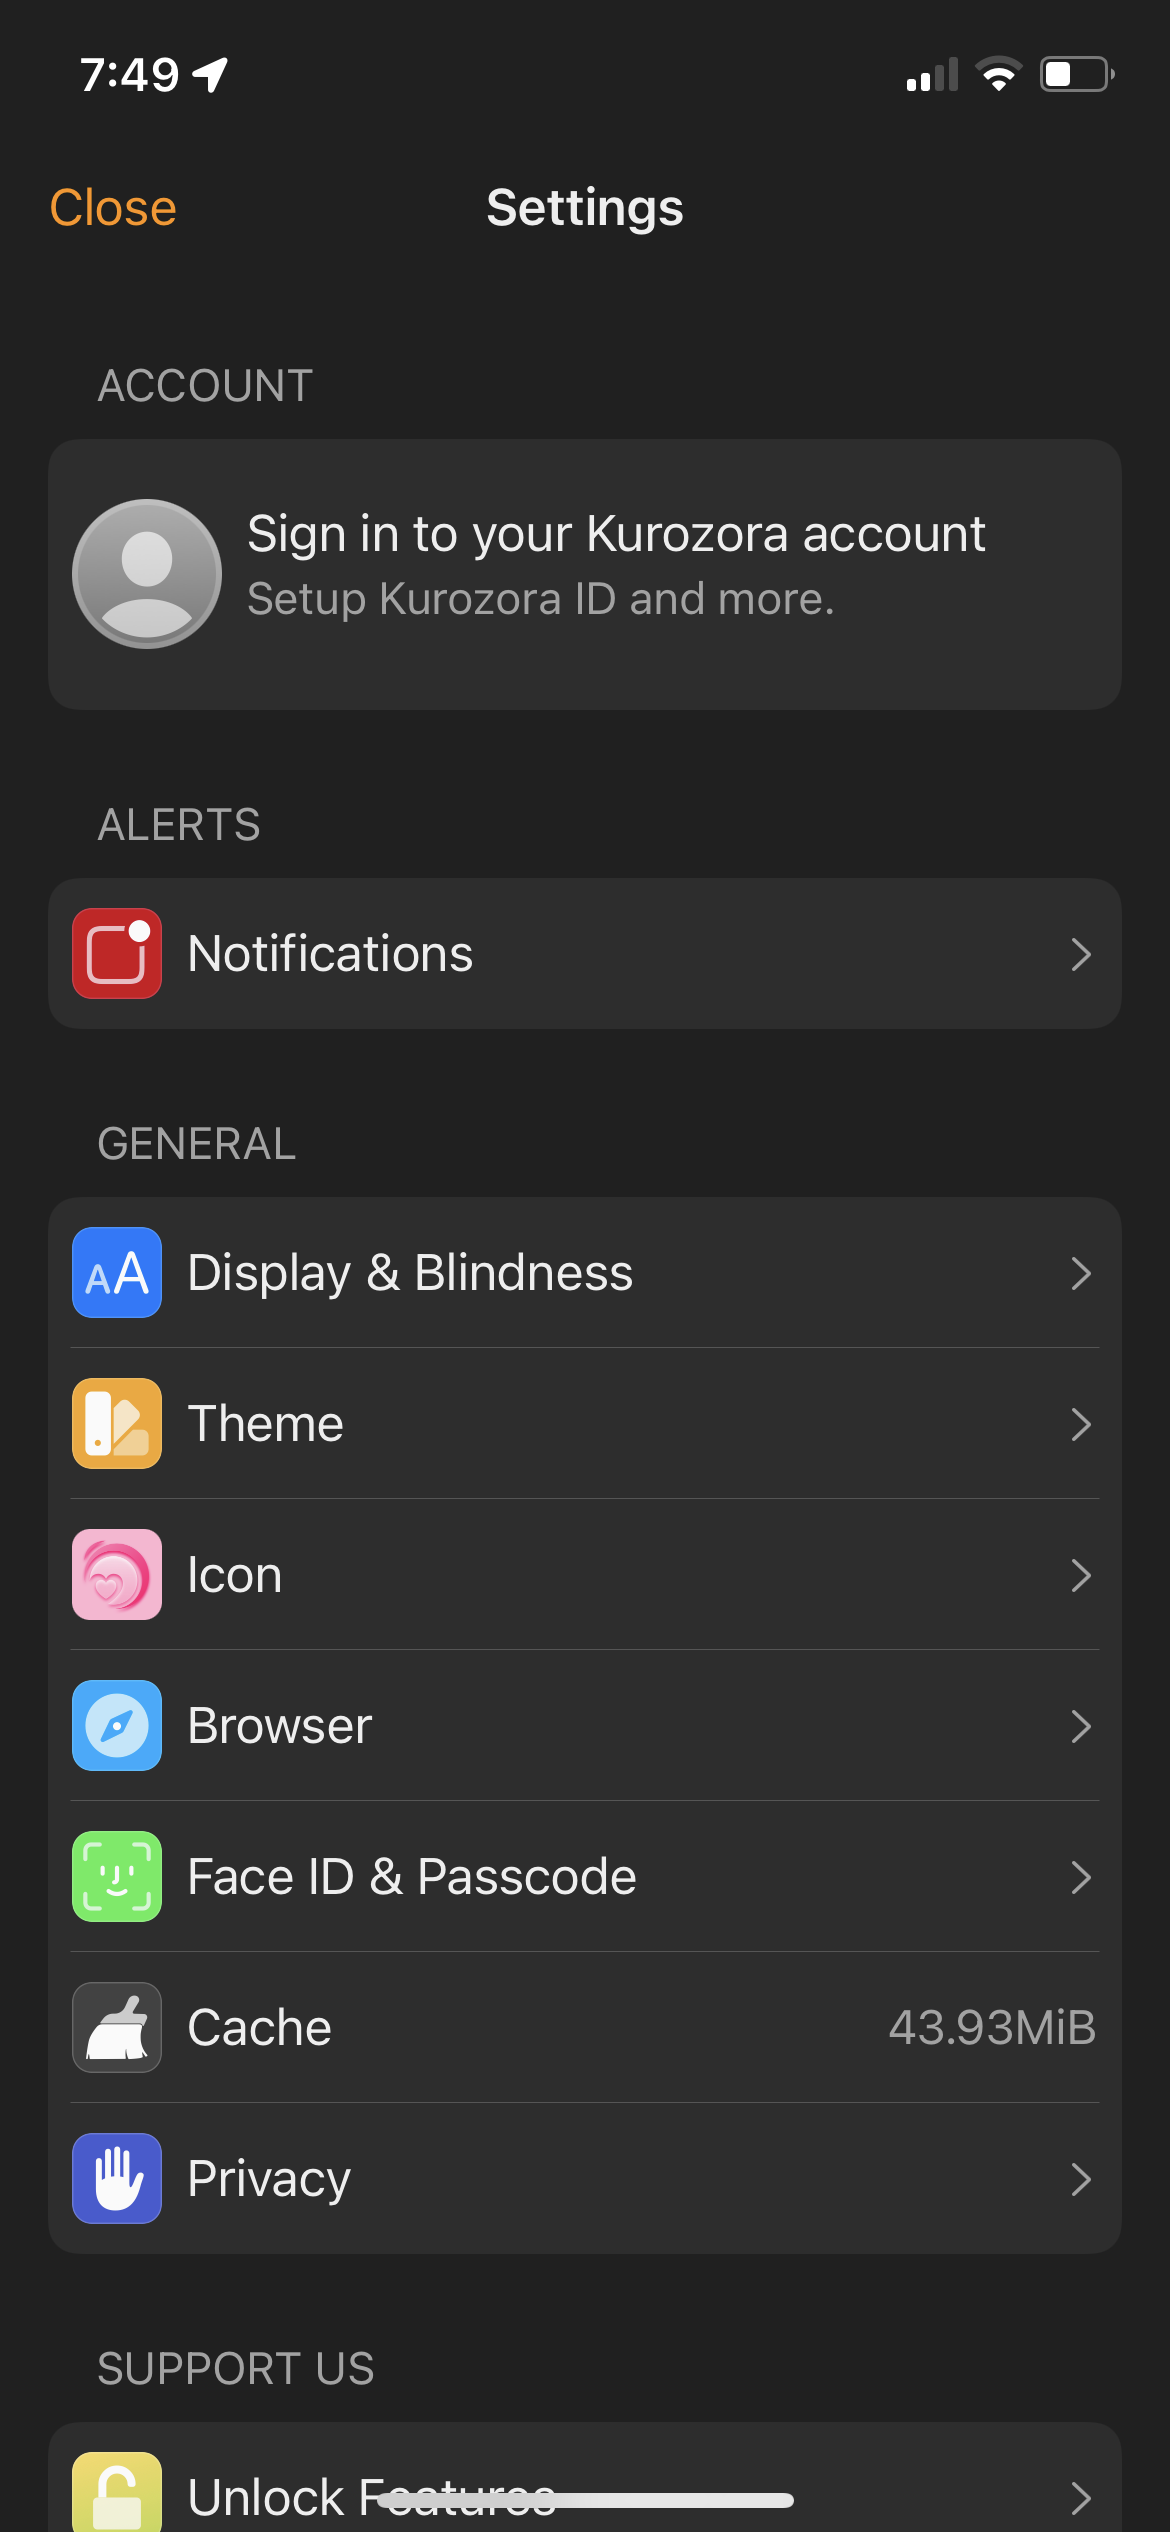 7:49
Close
Settings
ACCOUNT
Sign in to your Kurozora account
Setup Kurozora ID and more.
ALERTS
Notifications
GENERAL
AA
Display & Blindness
Theme
Icon
Browser
Face ID & Passcode
Cache
43.93MiB
Privacy
SUPPORT US
Unlock Features